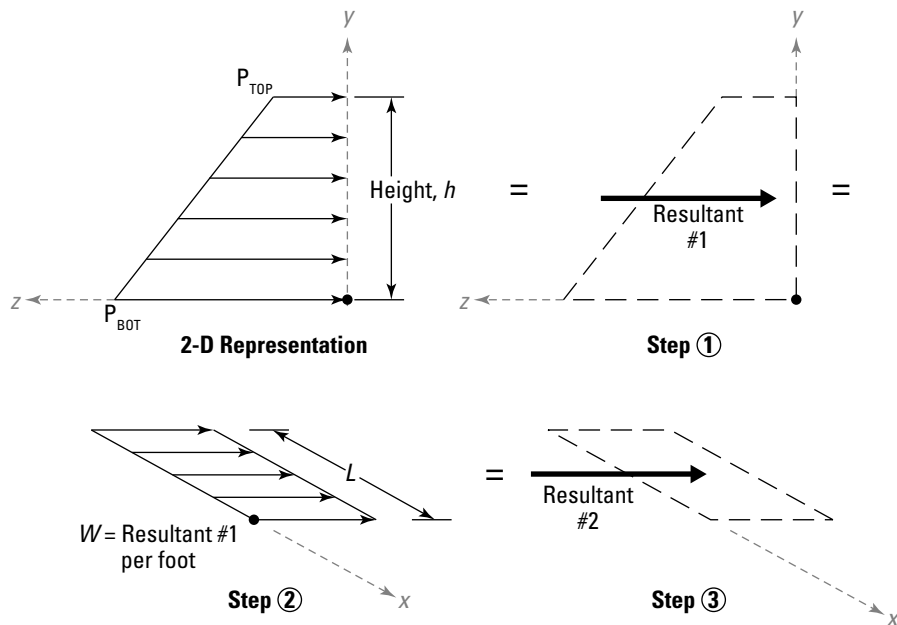 y
y
P_TOP
Height, h
=
=
Resultant
#1
z
z
P_BOT
2-D Representation
Step ①
L
=
Resultant
#2
W = Resultant #1
per foot
x
x
Step ②
Step ③